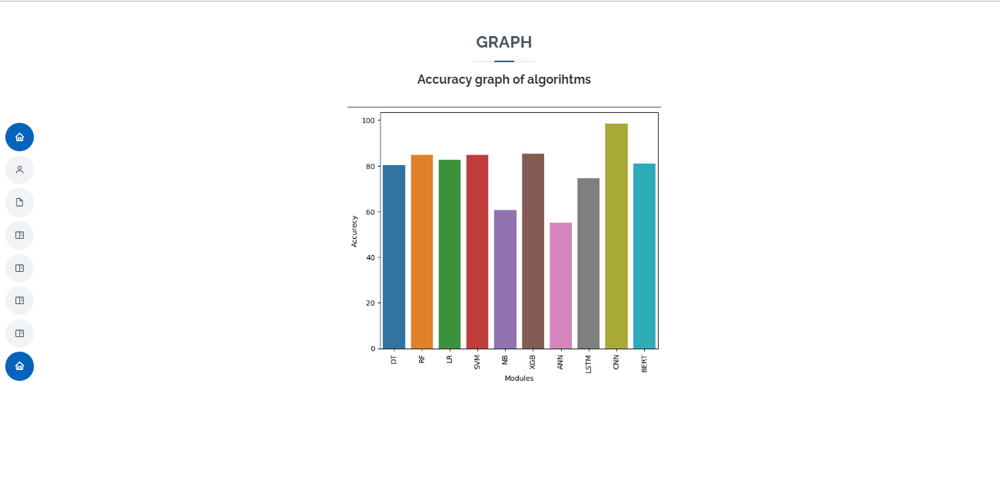 GRAPH
Accuracy graph of algorihtms
100
80
60
40
20
0
Accurecy
DT
RF
LR
SVM
NB
XGB
ANN
LSTM
CNN
BERT
Modules